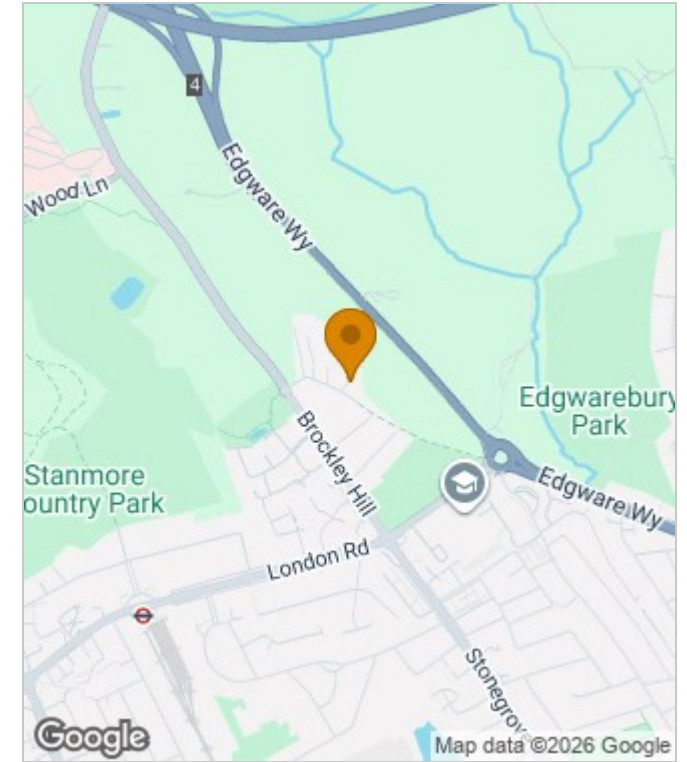 4
Edgware Wy
Wood Ln
Edgwarebury
Park
Brockley Hill
Stanmore
ountry Park
Edgware Wy
London Rd
Stonegrov
Google
Map data ©2026 Google